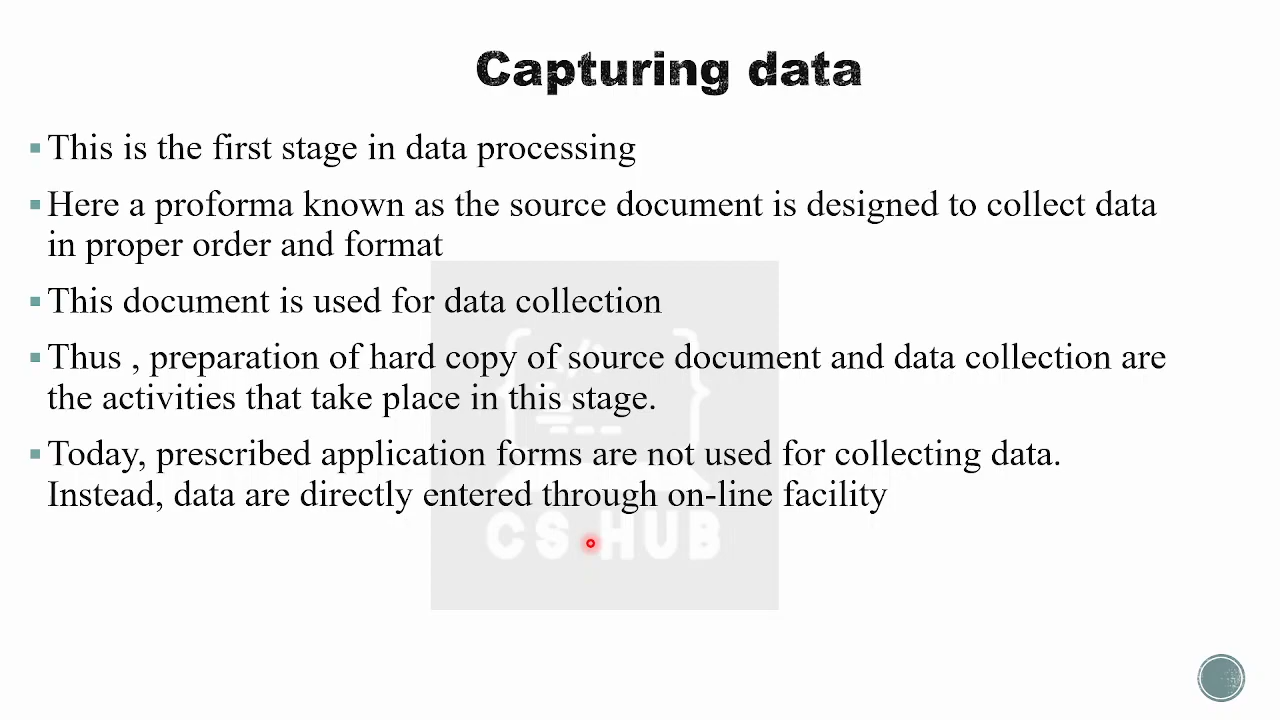 Capturing data
This is the first stage in data processing
Here a proforma known as the source document is designed to collect data
in proper order and format
This document is used for data collection
Thus , preparation of hard copy of source document and data collection are
the activities that take place in this stage.
Today, prescribed application forms are not used for collecting data.
Instead, data are directly entered through on-line facility
CS HUB